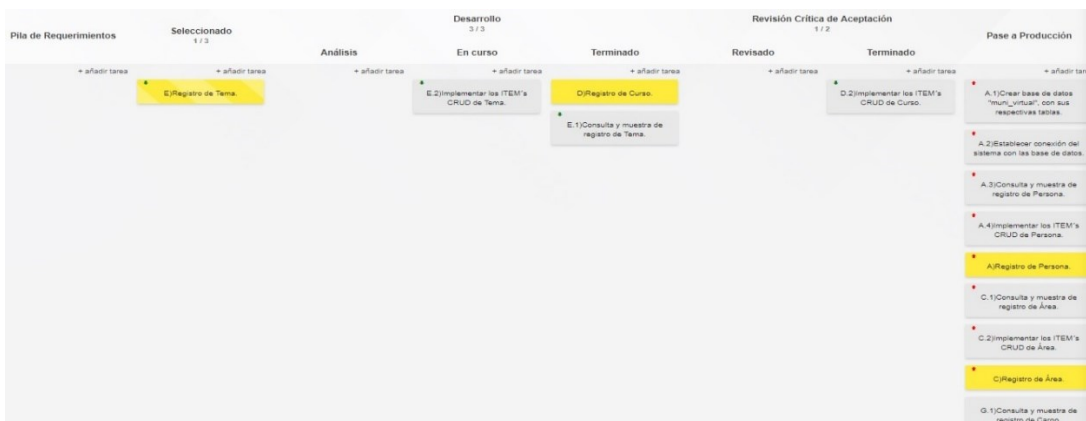 Pila de Requerimientos
Seleccionado
1 / 3
Desarrollo
3 / 3
Análisis
En curso
Terminado
Revisión Crítica de Aceptación
1 / 2
Revisado
Terminado
Pase a Producción
+ añadir tarea
+ añadir tarea
+ añadir tarea
+ añadir tarea
+ añadir tarea
+ añadir tarea
+ añadir tarea
+ añadir tar
E)Registro de Tema.
E.2)Implementar los ITEM's
CRUD de Tema.
D)Registro de Curso.
E.1)Consulta y muestra de
registro de Tema.
D.2)Implementar los ITEM's
CRUD de Curso.
A.1)Crear base de datos
"muni_virtual", con sus
respectivas tablas.
A.2)Establecer conexión del
sistema con las base de datos.
A.3)Consulta y muestra de
registro de Persona.
A.4)Implementar los ITEM's
CRUD de Persona.
A)Registro de Persona.
C.1)Consulta y muestra de
registro de Área.
C.2)Implementar los ITEM's
CRUD de Área.
C)Registro de Área.
G.1)Consulta y muestra de
registro de Cargo.